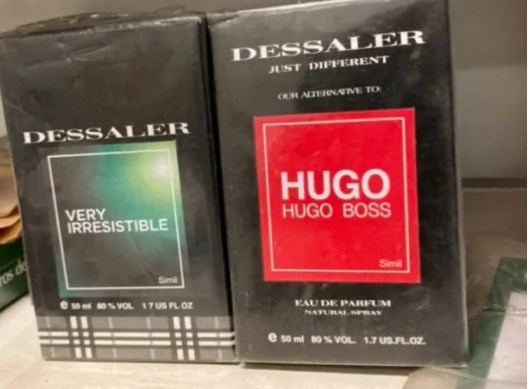 DESSALER
VERY
IRRESISTIBLE
Simil
e 50 ml 80 % VOL 1 7 US FL OZ
DESSALER
JUST DIFFERENT
OUR ALTERNATIVE TO:
HUGO
HUGO BOSS
Simil
EAU DE PARFUM
NATURAL SPRAY
e 50 ml 80 % VOL. 1.7 US.FL.OZ.